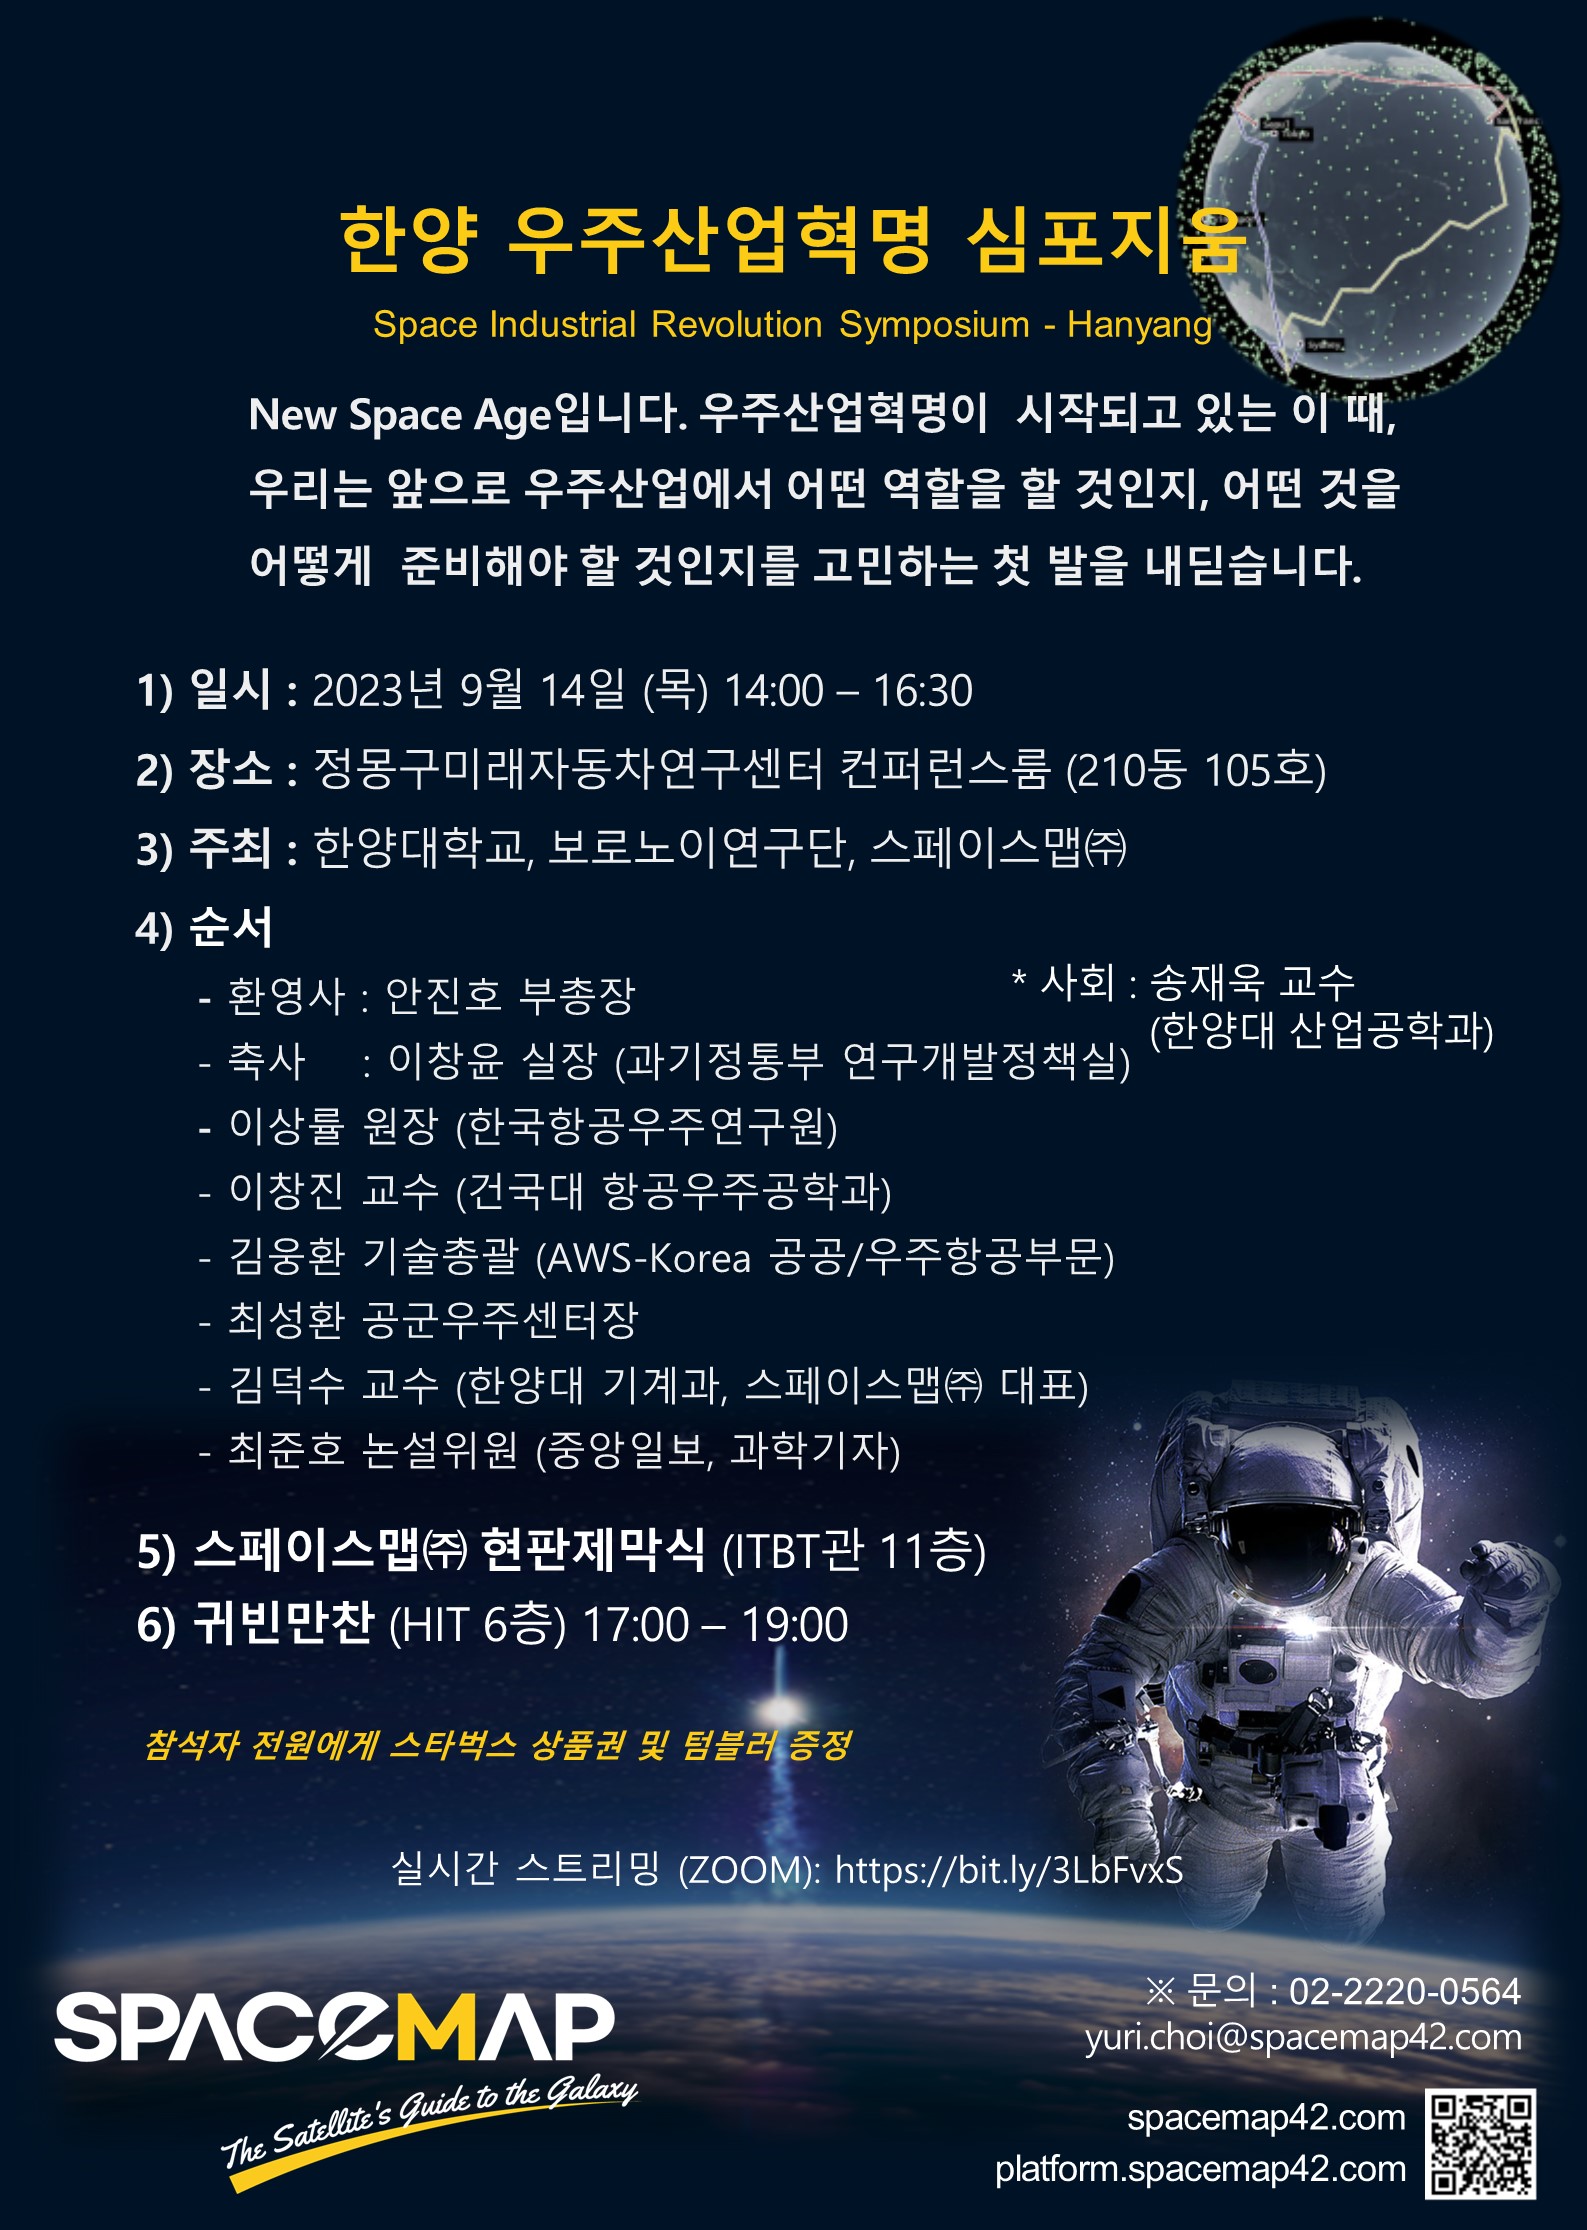 Seoul
Tokyo
Sydney
한양 우주산업혁명 심포지움
Space Industrial Revolution Symposium - Hanyang
New Space Age입니다. 우주산업혁명이 시작되고 있는 이 때,
우리는 앞으로 우주산업에서 어떤 역할을 할 것인지, 어떤 것을
어떻게 준비해야 할 것인지를 고민하는 첫 발을 내딛습니다.
1) 일시 : 2023년 9월 14일 (목) 14:00 – 16:30
2) 장소 : 정몽구미래자동차연구센터 컨퍼런스룸 (210동 105호)
3) 주최 : 한양대학교, 보로노이연구단, 스페이스맵㈜
4) 순서
* 사회 : 송재욱 교수
(한양대 산업공학과)
- 환영사 : 안진호 부총장
- 축사 : 이창윤 실장 (과기정통부 연구개발정책실)
- 이상률 원장 (한국항공우주연구원)
- 이창진 교수 (건국대 항공우주공학과)
- 김웅환 기술총괄 (AWS-Korea 공공/우주항공부문)
- 최성환 공군우주센터장
- 김덕수 교수 (한양대 기계과, 스페이스맵㈜ 대표)
- 최준호 논설위원 (중앙일보, 과학기자)
5) 스페이스맵㈜ 현판제막식 (ITBT관 11층)
6) 귀빈만찬 (HIT 6층) 17:00 – 19:00
참석자 전원에게 스타벅스 상품권 및 텀블러 증정
실시간 스트리밍 (ZOOM): https://bit.ly/3LbFvxS
SPACEMAP
The Satellite's Guide to the Galaxy
※ 문의 : 02-2220-0564
yuri.choi@spacemap42.com
spacemap42.com
platform.spacemap42.com